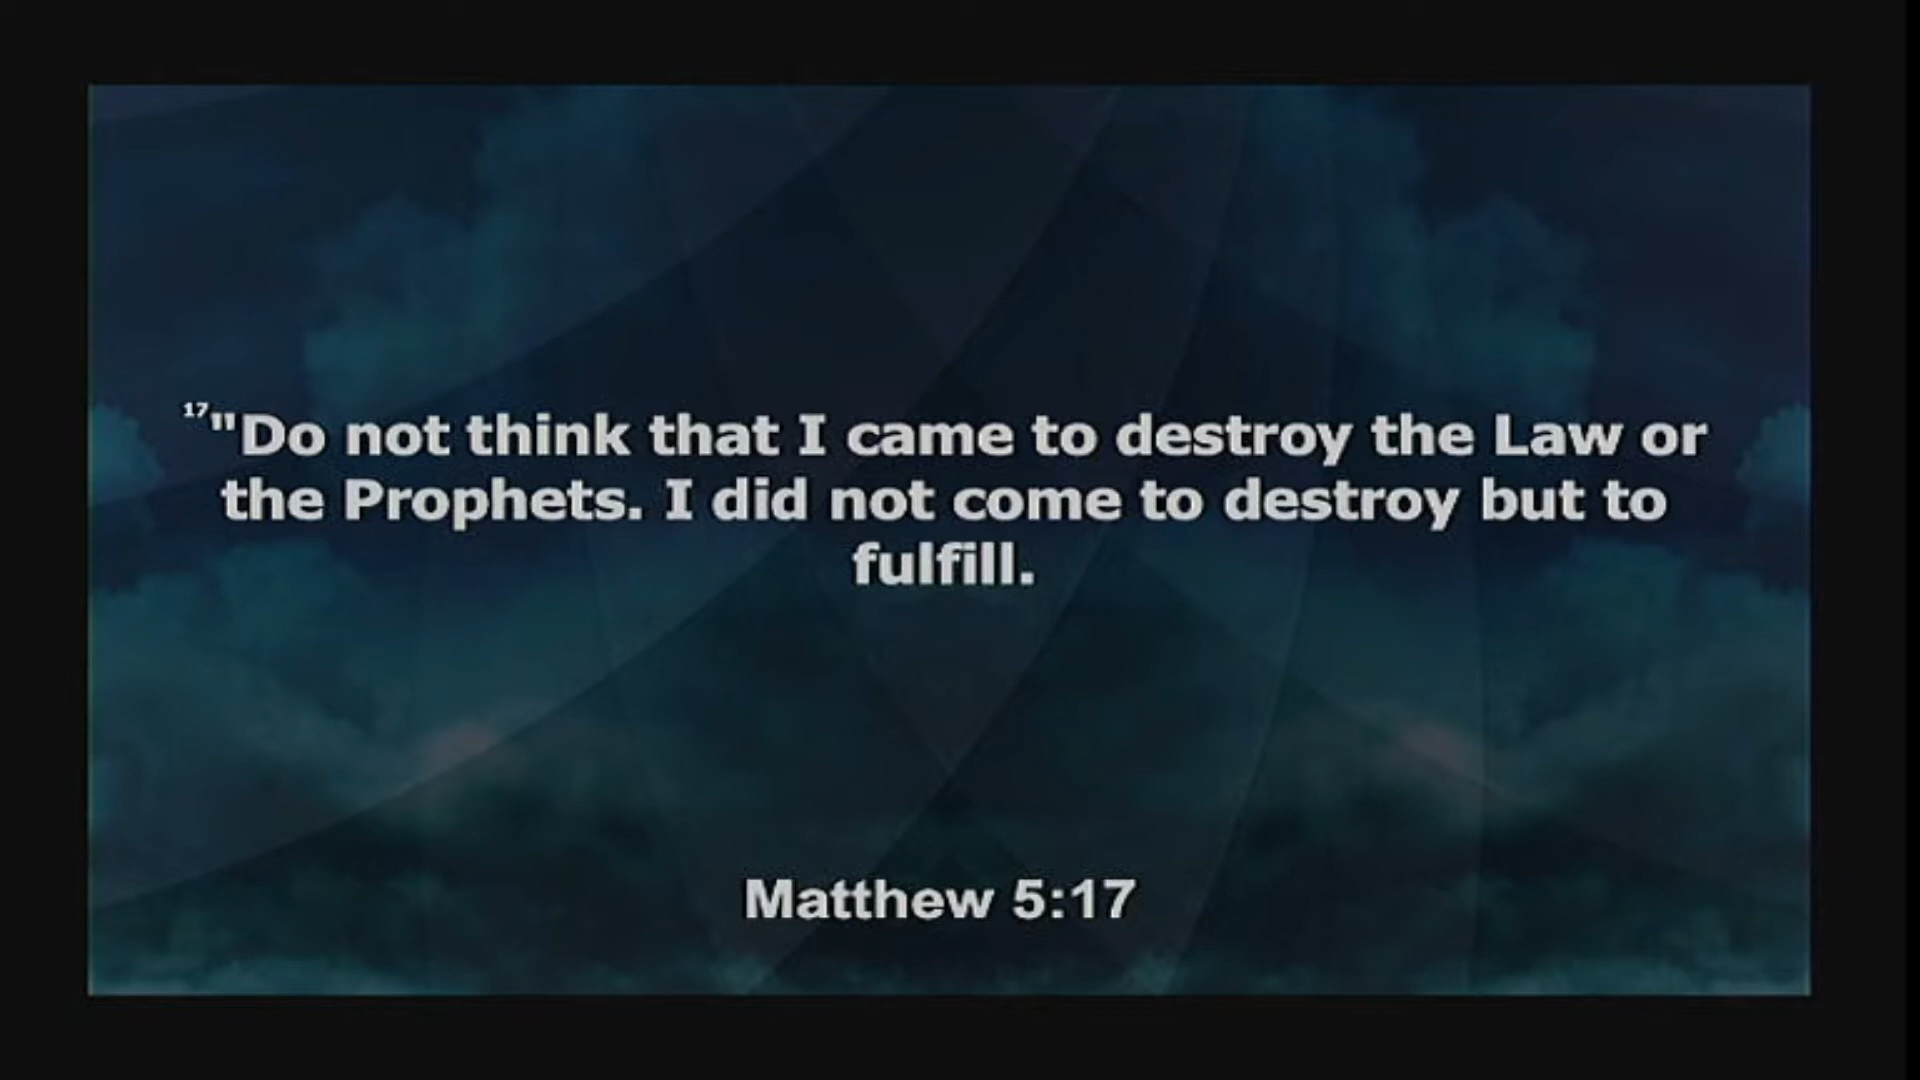 17"Do not think that I came to destroy the Law or
the Prophets. I did not come to destroy but to
fulfill.
Matthew 5:17